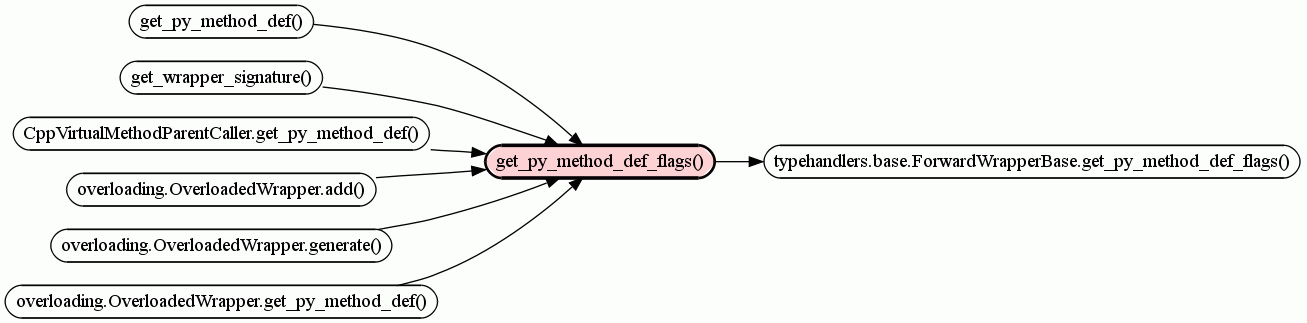 get_py_method_def()
get_wrapper_signature()
CppVirtualMethodParentCaller.get_py_method_def()
overloading.OverloadedWrapper.add()
overloading.OverloadedWrapper.generate()
overloading.OverloadedWrapper.get_py_method_def()
get_py_method_def_flags()
typehandlers.base.ForwardWrapperBase.get_py_method_def_flags()